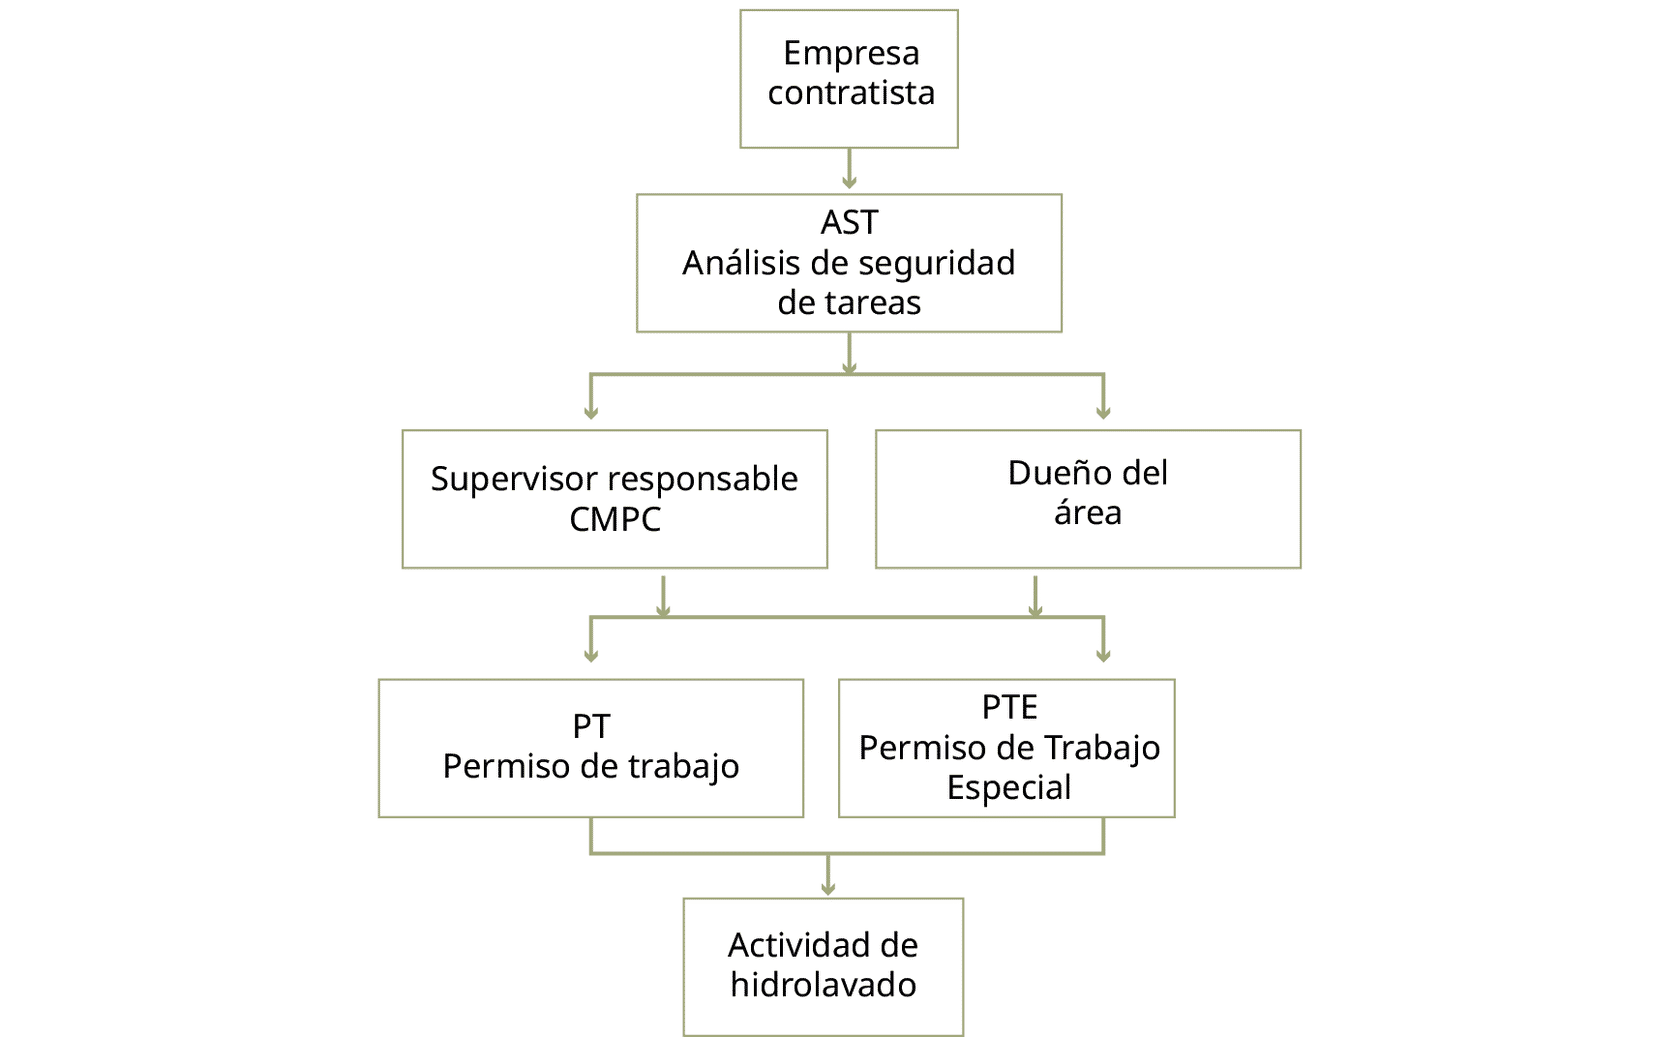 Empresa
contratista
AST
Análisis de seguridad
de tareas
Supervisor responsable
CMPC
Dueño del
área
PT
Permiso de trabajo
PTE
Permiso de Trabajo
Especial
Actividad de
hidrolavado